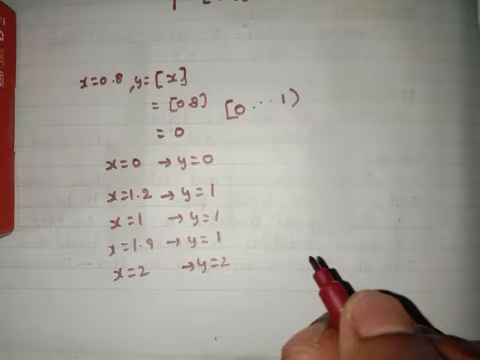 x=0.8, y=[x]
= [0.8] [0...1)
= 0
x=0 → y=0
x=1.2 → y=1
x=1 → y=1
x=1.9 → y=1
x=2 → y=2